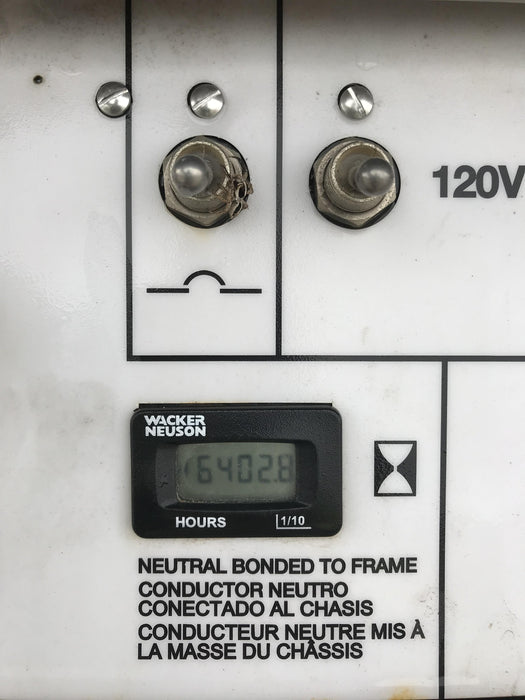 120V
WACKER
NEUSON
6402.8
HOURS 1/10
NEUTRAL BONDED TO FRAME
CONDUCTOR NEUTRO
CONECTADO AL CHASIS
CONDUCTEUR NEUTRE MIS À
LA MASSE DU CHÂSSIS